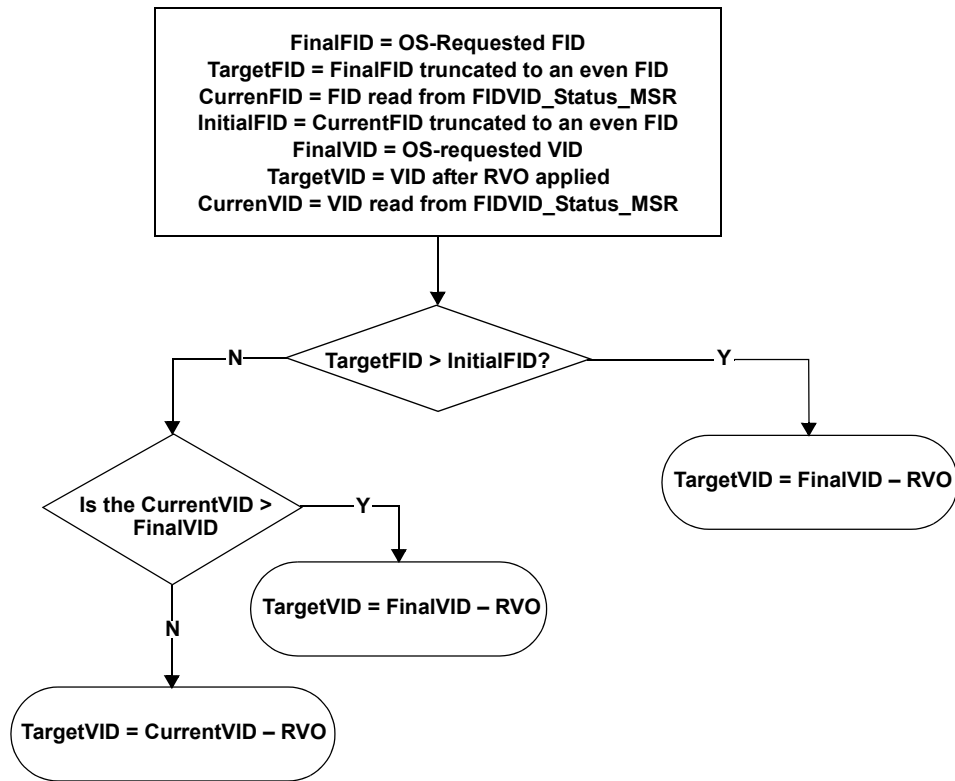 FinalFID = OS-Requested FID
TargetFID = FinalFID truncated to an even FID
CurrenFID = FID read from FIDVID_Status_MSR
InitialFID = CurrentFID truncated to an even FID
FinalVID = OS-requested VID
TargetVID = VID after RVO applied
CurrenVID = VID read from FIDVID_Status_MSR
N
TargetFID > InitialFID?
Y
TargetVID = FinalVID – RVO
Is the CurrentVID >
FinalVID
Y
TargetVID = FinalVID – RVO
N
TargetVID = CurrentVID – RVO